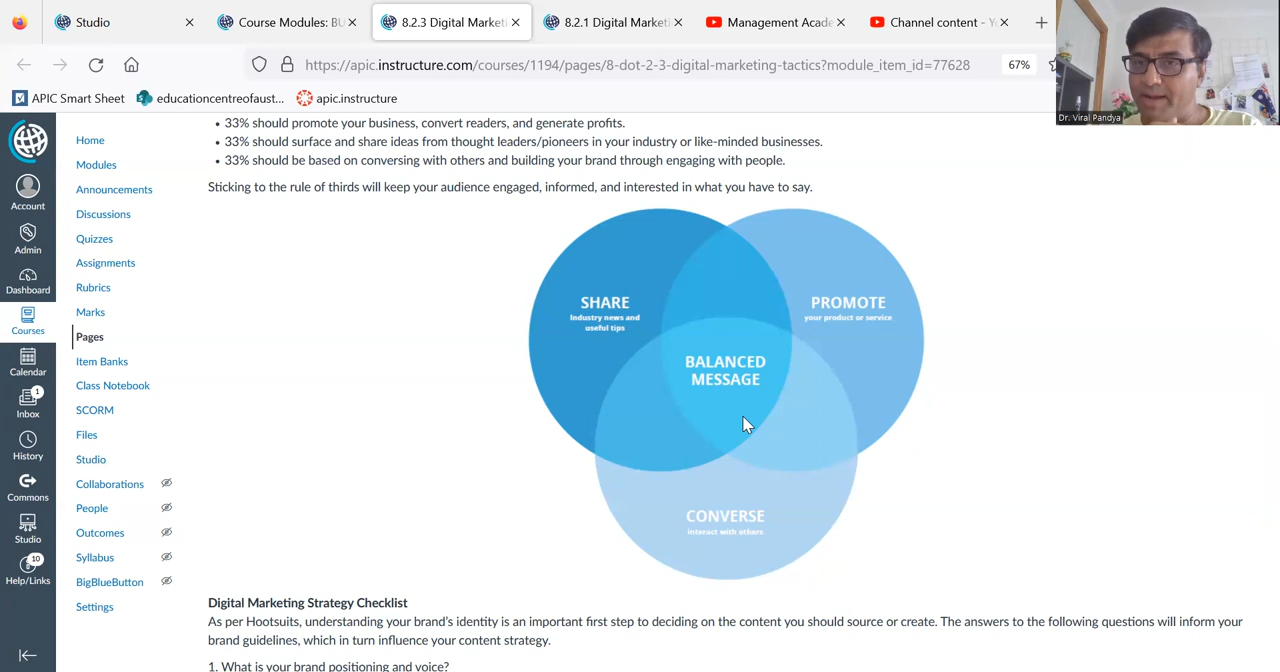 Studio
Course Modules: BU
8.2.3 Digital Marketi
8.2.1 Digital Marketi
Management Acade
Channel content - Y
https://apic.instructure.com/courses/1194/pages/8-dot-2-3-digital-marketing-tactics?module_item_id=77628
67%
APIC Smart Sheet
educationcentreofaust...
apic.instructure
Dr. Viral Pandya
Account
Admin
Dashboard
Courses
Calendar
1
Inbox
History
Commons
Studio
10
Help/Links
Home
Modules
Announcements
Discussions
Quizzes
Assignments
Rubrics
Marks
Pages
Item Banks
Class Notebook
SCORM
Files
Studio
Collaborations
People
Outcomes
Syllabus
BigBlueButton
Settings
• 33% should promote your business, convert readers, and generate profits.
• 33% should surface and share ideas from thought leaders/pioneers in your industry or like-minded businesses.
• 33% should be based on conversing with others and building your brand through engaging with people.
Sticking to the rule of thirds will keep your audience engaged, informed, and interested in what you have to say.
SHARE
Industry news and
useful tips
PROMOTE
your product or service
BALANCED
MESSAGE
CONVERSE
interact with others
Digital Marketing Strategy Checklist
As per Hootsuits, understanding your brand's identity is an important first step to deciding on the content you should source or create. The answers to the following questions will inform your
brand guidelines, which in turn influence your content strategy.
1. What is your brand positioning and voice?